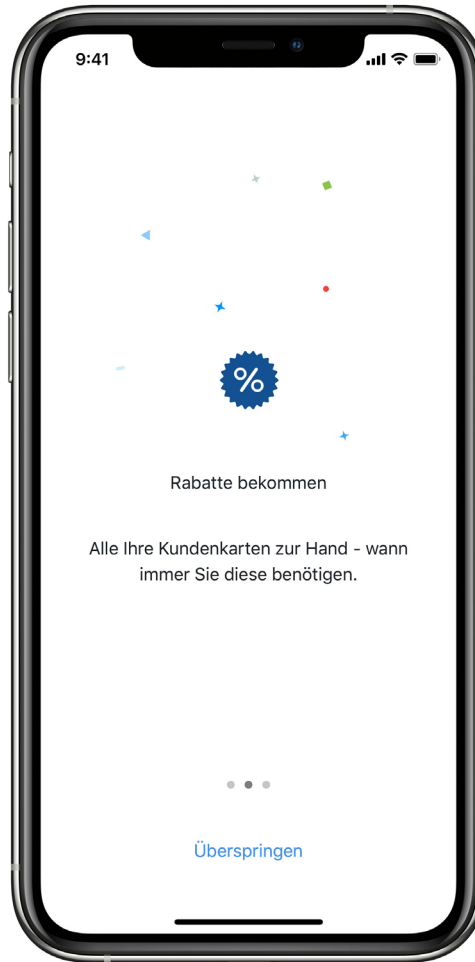 9:41
%
Rabatte bekommen
Alle Ihre Kundenkarten zur Hand - wann
immer Sie diese benötigen.
Überspringen